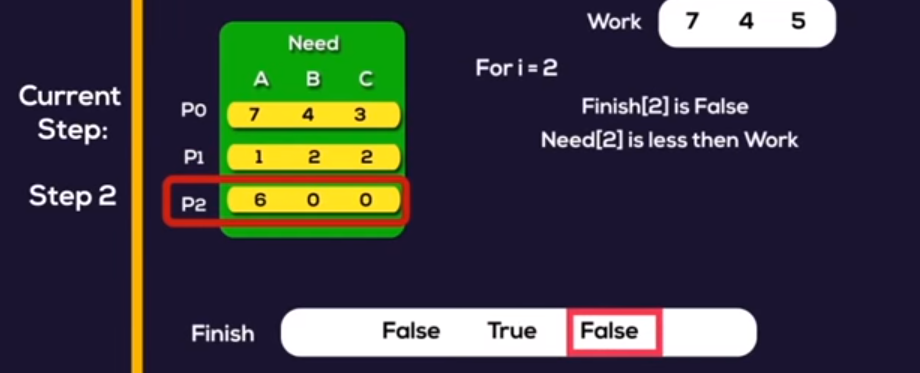 Work 7 4 5
Need
For i = 2
A B C
Current
Step:
P0 7 4 3
Finish[2] is False
P1 1 2 2
Need[2] is less then Work
Step 2
P2 6 0 0
Finish False True False